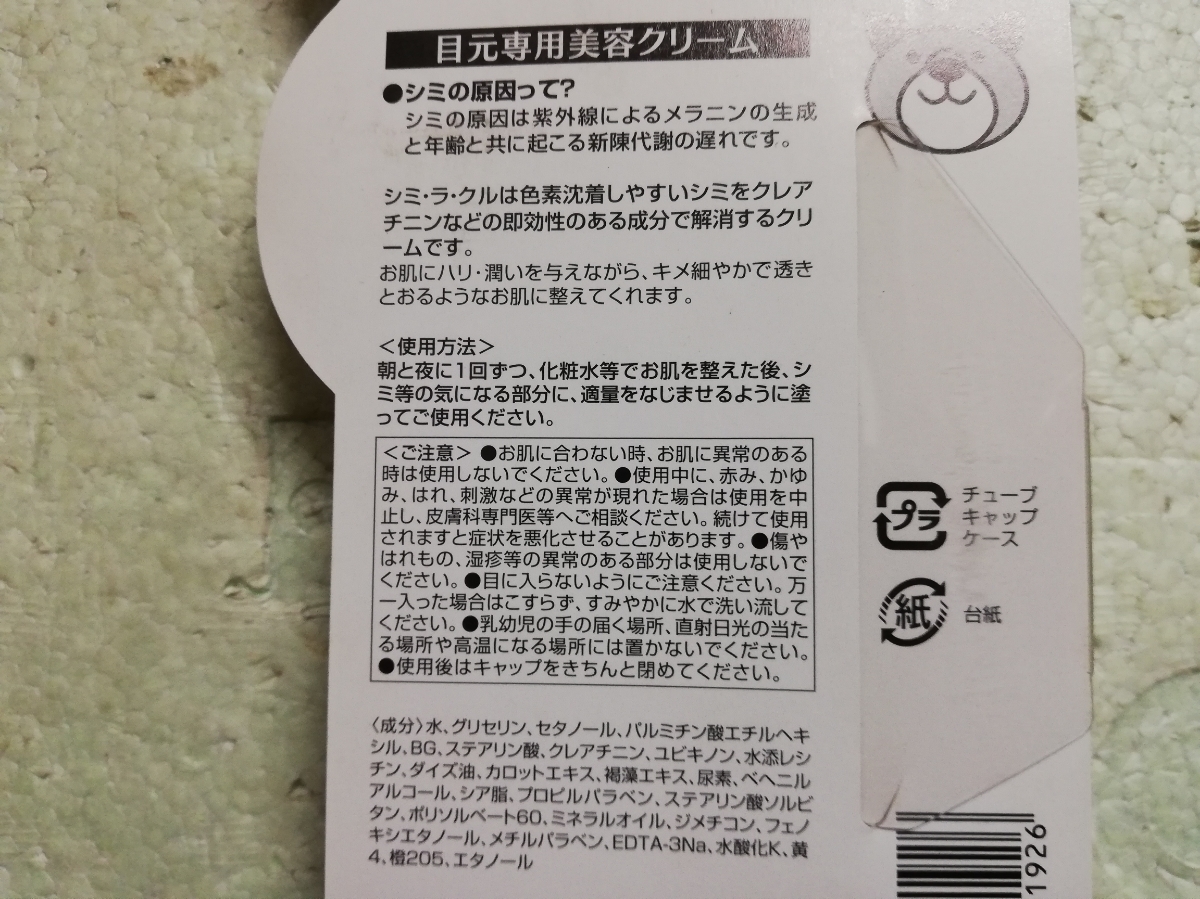 目元専用美容クリーム
●シミの原因って?
シミの原因は紫外線によるメラニンの生成
と年齢と共に起こる新陳代謝の遅れです。
シミ・ラ・クルは色素沈着しやすいシミをクレア
チニンなどの即効性のある成分で解消するクリ
ームです。
お肌にハリ・潤いを与えながら、キメ細やかで透き
とおるようなお肌に整えてくれます。
<使用方法>
朝と夜に1回ずつ、化粧水等でお肌を整えた後、シ
ミ等の気になる部分に、適量をなじませるように塗
ってご使用ください。
<ご注意> ●お肌に合わない時、お肌に異常のある
時は使用しないでください。●使用中に、赤み、かゆ
み、はれ、刺激などの異常が現れた場合は使用を中
止し、皮膚科専門医等へご相談ください。続けて使用
されますと症状を悪化させることがあります。●傷や
はれもの、湿疹等の異常のある部分は使用しないで
ください。●目に入らないようにご注意ください。万
一入った場合はこすらず、すみやかに水で洗い流して
ください。●乳幼児の手の届く場所、直射日光の当た
る場所や高温になる場所には置かないでください。
●使用後はキャップをきちんと閉めてください。
〈成分〉水、グリセリン、セタノール、パルミチン酸エチルヘキ
シル、BG、ステアリン酸、クレアチニン、ユビキノン、水添レシ
チン、ダイズ油、カロットエキス、褐藻エキス、尿素、ベヘニル
アルコール、シア脂、プロピルパラベン、ステアリン酸ソルビ
タン、ポリソルベート60、ミネラルオイル、ジメチコン、フェノ
キシエタノール、メチルパラベン、EDTA-3Na、水酸化K、黄
4、橙205、エタノール
プラ
チューブ
キャップ
ケース
紙
台紙
1926